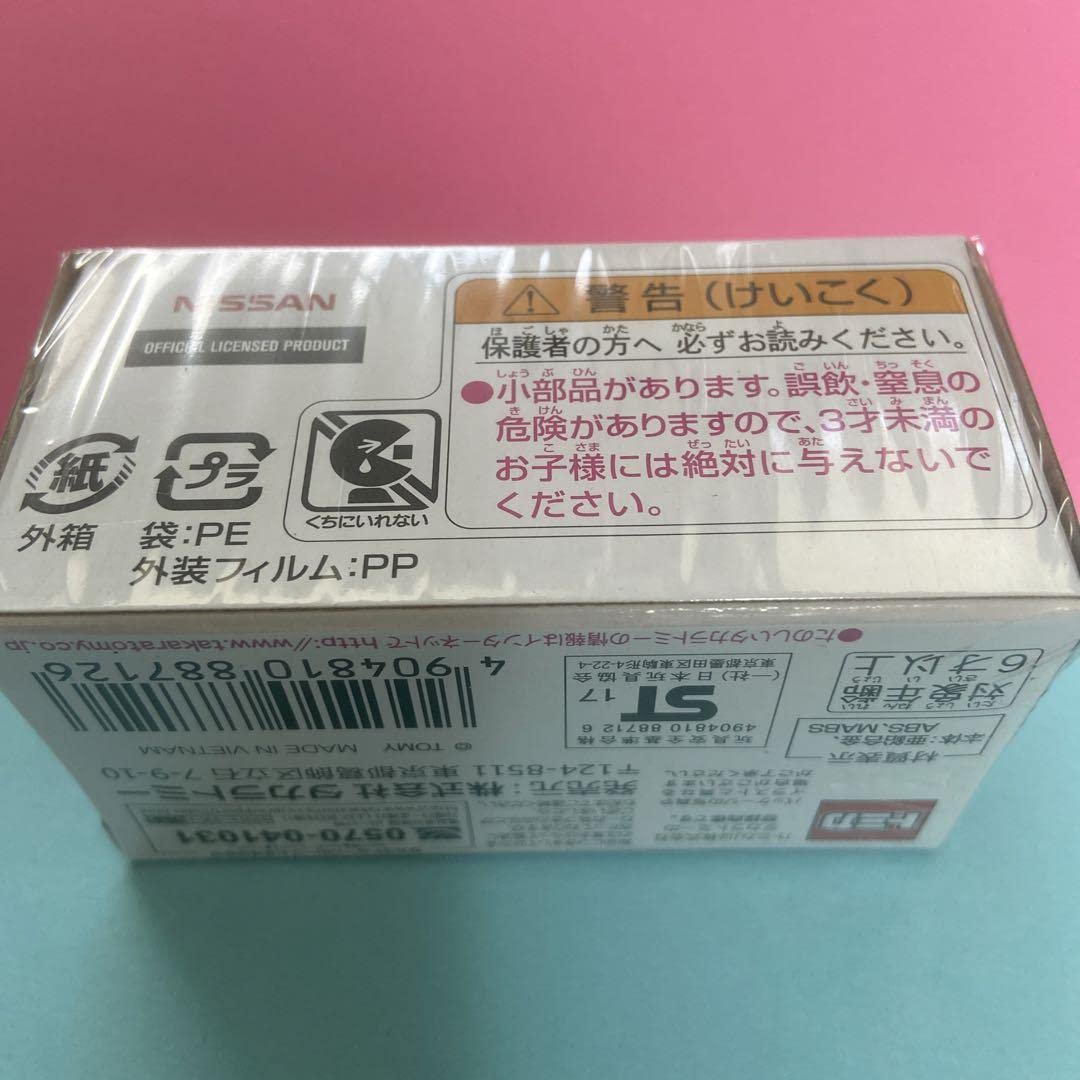 NISSAN
OFFICIAL LICENSED PRODUCT
紙
プラ
外箱 袋:PE
外装フィルム:PP
くちにいれない
警告(けいこく)
保護者の方へ 必ずお読みください。
●小部品があります。誤飲・窒息の
危険がありますので、3才未満の
お子様には絶対に与えないで
ください。
●たのしいタカラトミーの情報はインターネットで http://www.takaratomy.co.jp
対象年齢
6才以上
材質表示
本体:亜鉛合金、
ABS、MABS
トミカ
玩具安全基準合格
4904810 88712 6
ST 17
(一社)日本玩具協会
東京都墨田区東駒形4-22-4
4 904810 887126
© TOMY MADE IN VIETNAM
発売元:株式会社タカラトミー
〒124-8511 東京都葛飾区立石7-9-10
0570-041031